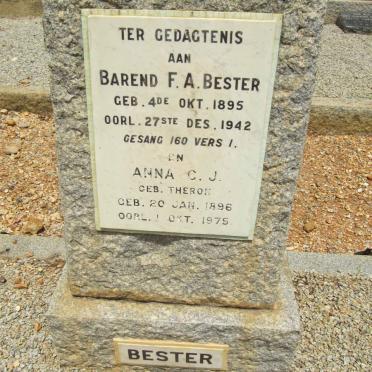 TER GEDAGTENIS
AAN
BAREND F. A. BESTER
GEB. 4DE OKT. 1895
OORL. 27STE DES. 1942
GESANG 160 VERS 1.
EN
ANNA C. J.
GEB. THERON
GEB. 20 JAN. 1896
OORL. 1 OKT. 1975
BESTER